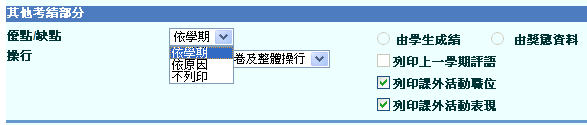 其他考績部分
優點/缺點
依學期
由學生成績
由獎懲資料
操行
依學期
依原因
不列印
卷及整體操行
列印上一學期評語
列印課外活動職位
列印課外活動表現